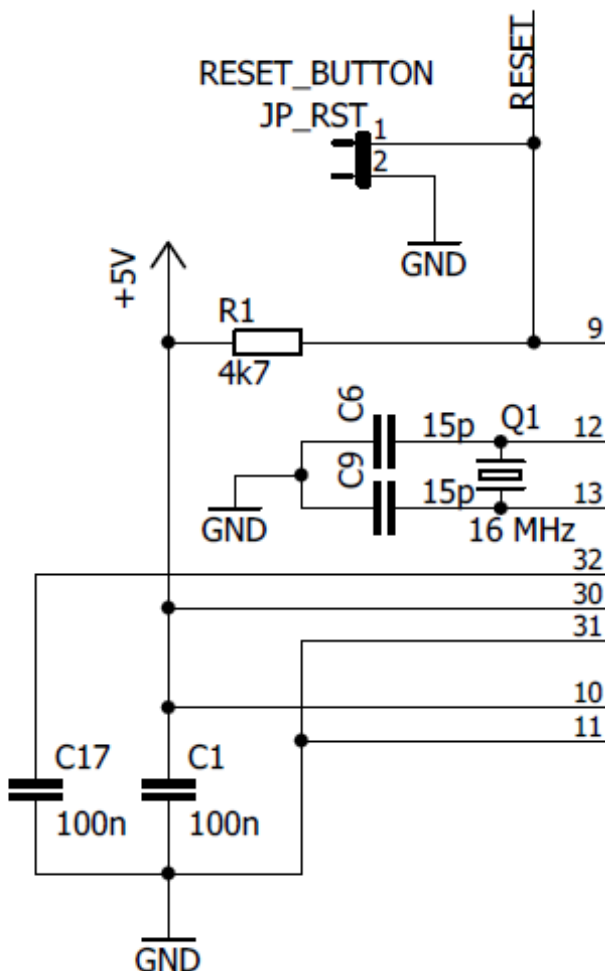 RESET
RESET_BUTTON
JP_RST
1
2
GND
+5V
R1
4k7
9
C6
15p
Q1
12
C9
15p
13
GND
16 MHz
32
30
31
10
11
C17
C1
100n
100n
GND